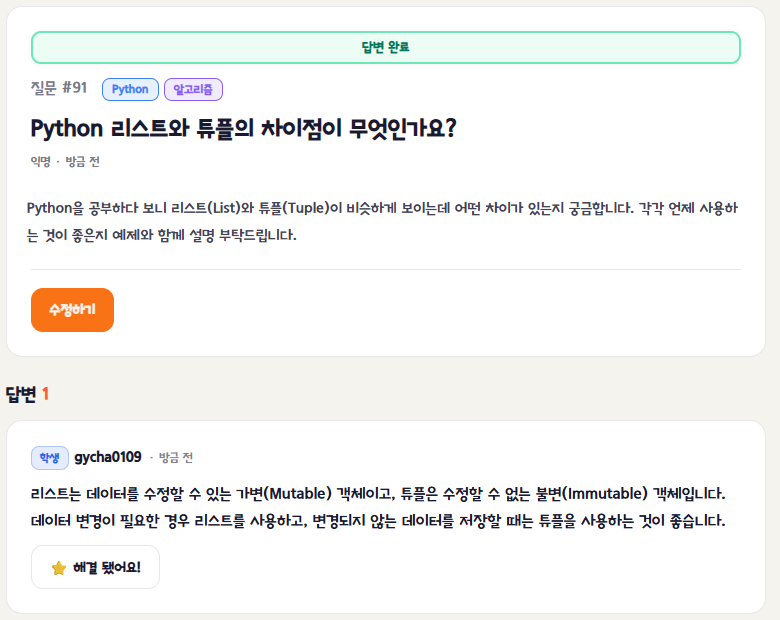 답변 완료
질문 #91 Python 알고리즘
Python 리스트와 튜플의 차이점이 무엇인가요?
익명 · 방금 전
Python을 공부하다 보니 리스트(List)와 튜플(Tuple)이 비슷하게 보이는데 어떤 차이가 있는지 궁금합니다. 각각 언제 사용하
는 것이 좋은지 예제와 함께 설명 부탁드립니다.
수정하기
답변 1
학생 gycha0109 · 방금 전
리스트는 데이터를 수정할 수 있는 가변(Mutable) 객체이고, 튜플은 수정할 수 없는 불변(Immutable) 객체입니다.
데이터 변경이 필요한 경우 리스트를 사용하고, 변경되지 않는 데이터를 저장할 때는 튜플을 사용하는 것이 좋습니다.
⭐ 해결 됐어요!